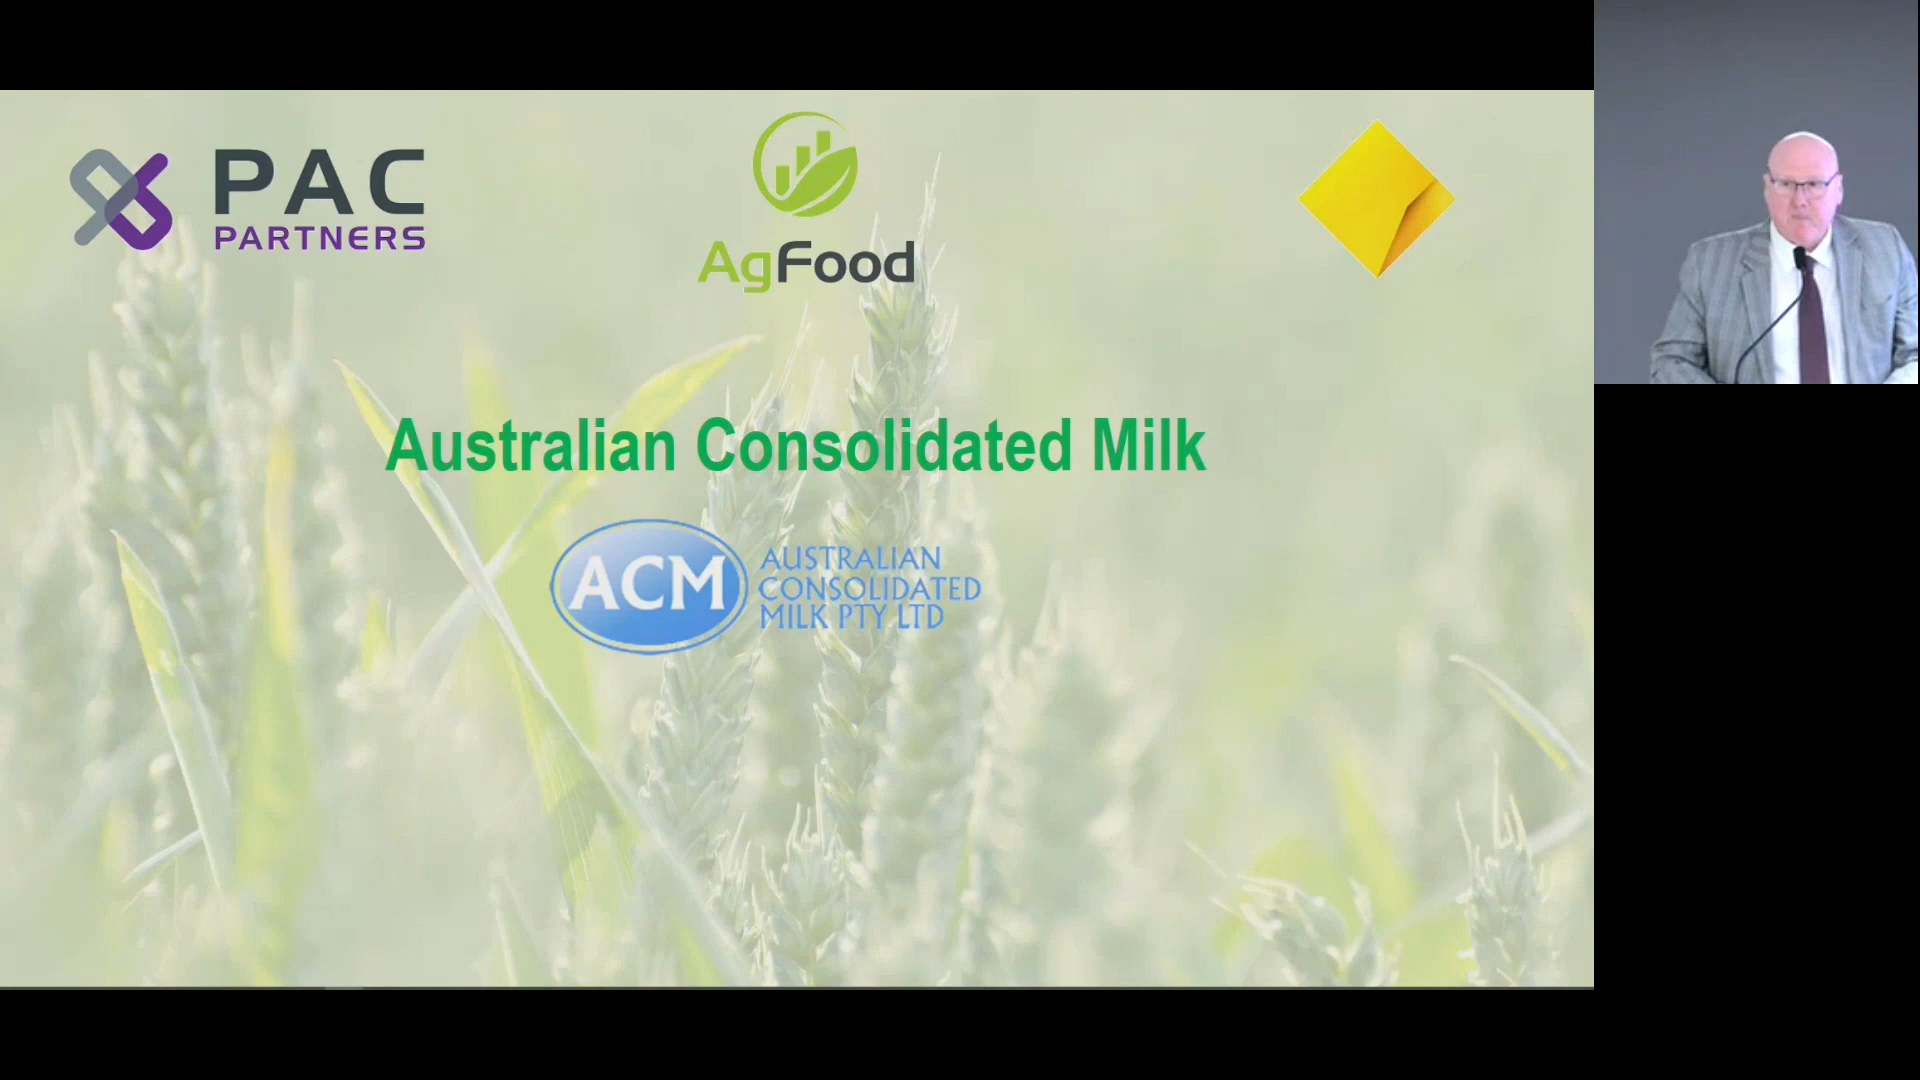 PAC
PARTNERS
AgFood
Australian Consolidated Milk
ACM
AUSTRALIAN
CONSOLIDATED
MILK PTY LTD